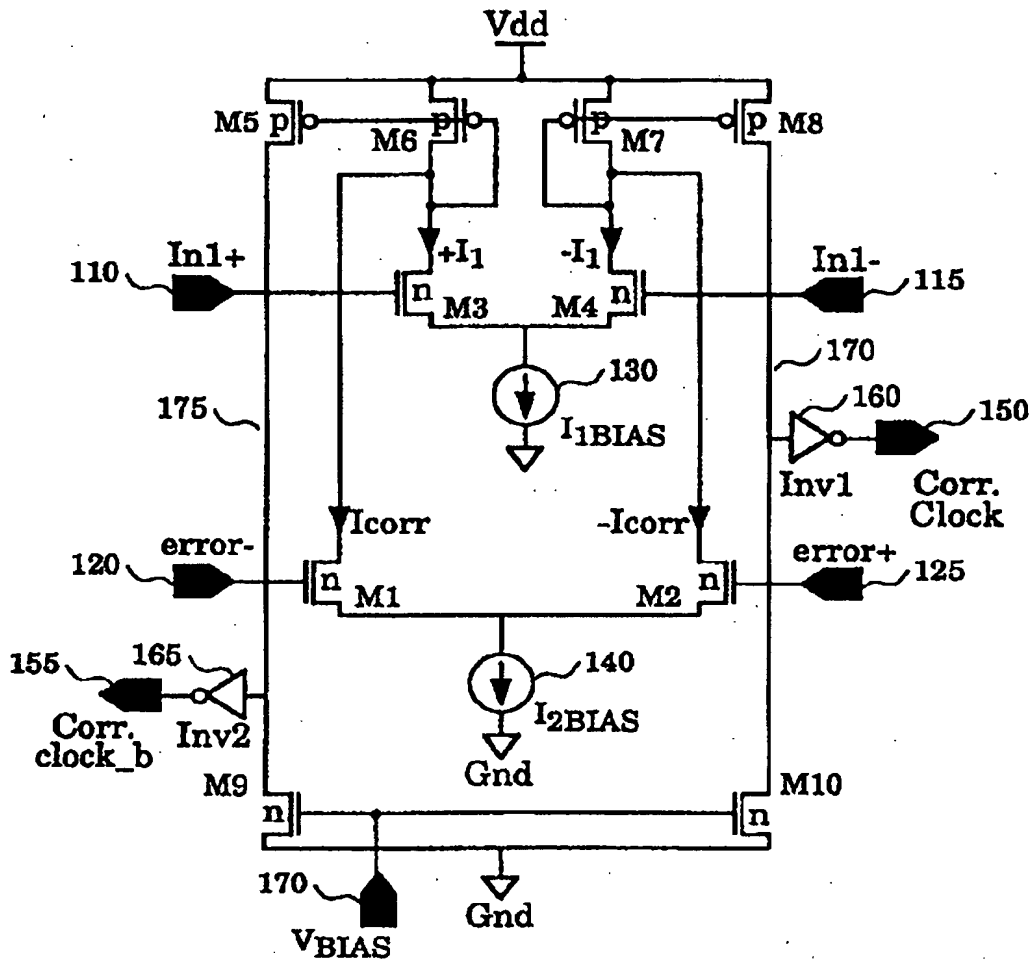 Vdd
M5 p
M6 p
p M7
p M8
In1+
110
+I1
-I1
In1-
115
n M3
M4 n
130
I1BIAS
170
175
160
150
Inv1
Corr.
Clock
Icorr
-Icorr
error-
120
error+
125
n M1
M2 n
140
I2BIAS
Gnd
155
165
Corr.
clock_b
Inv2
M9
n
M10
n
170
VBIAS
Gnd